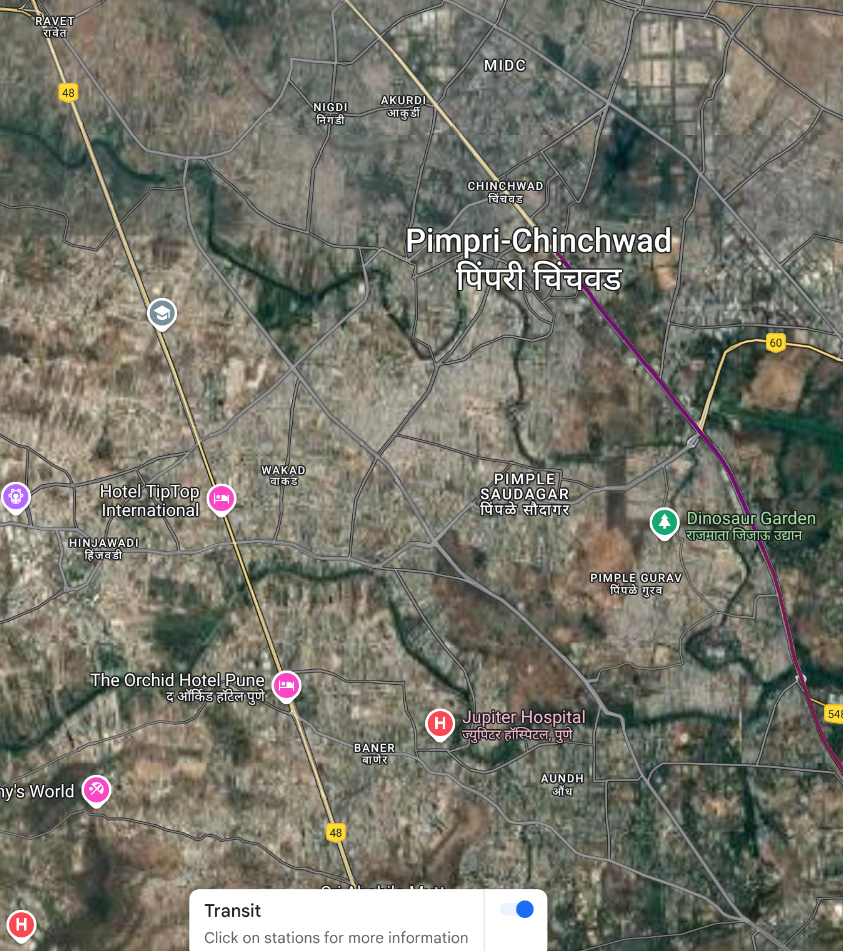 RAVET
रावेत
48
MIDC
NIGDI
निगडी
AKURDI
आकुर्डी
CHINCHWAD
चिंचवड
Pimpri-Chinchwad
पिंपरी चिंचवड
60
WAKAD
वाकड
Hotel TipTop
International
PIMPLE
SAUDAGAR
पिंपळे सौदागर
Dinosaur Garden
राजमाता जिजाऊ उद्यान
HINJAWADI
हिंजवडी
PIMPLE GURAV
पिंपळे गुरव
The Orchid Hotel Pune
द ऑर्किड हॉटेल पुणे
H
Jupiter Hospital
ज्युपिटर हॉस्पिटल, पुणे
548
BANER
बाणेर
AUNDH
औंध
ny's World
48
H
Transit
Click on stations for more information